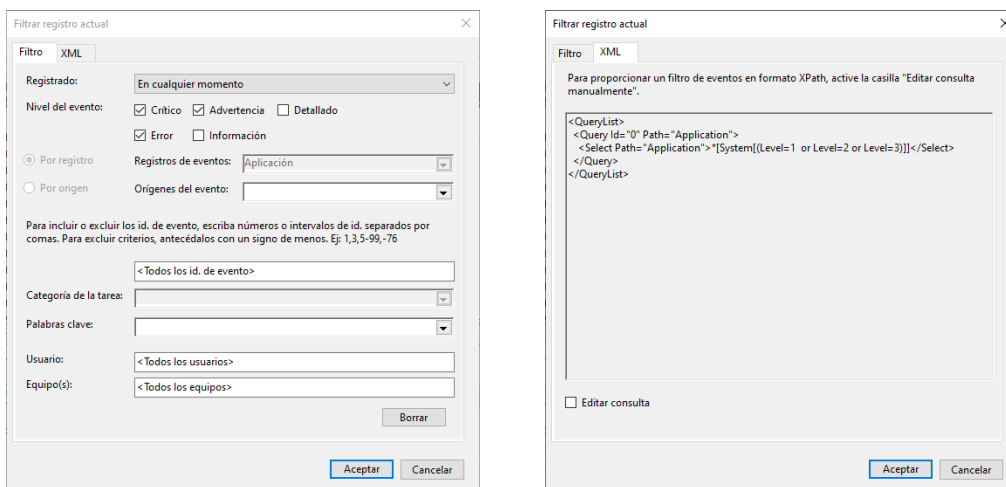 Filtrar registro actual
Filtro XML
Registrado: En cualquier momento
Nivel del evento: Crítico Advertencia Detallado
Error Información
Por registro Registros de eventos: Aplicación
Por origen Orígenes del evento:
Para incluir o excluir los id. de evento, escriba números o intervalos de id. separados por
comas. Para excluir criterios, antecédalos con un signo de menos. Ej: 1,3,5-99,-76
<Todos los id. de evento>
Categoría de la tarea:
Palabras clave:
Usuario: <Todos los usuarios>
Equipo(s): <Todos los equipos>
Borrar
Aceptar Cancelar
Filtrar registro actual
Filtro XML
Para proporcionar un filtro de eventos en formato XPath, active la casilla "Editar consulta
manualmente".
<QueryList>
<Query Id="0" Path="Application">
<Select Path="Application">*[System[(Level=1 or Level=2 or Level=3)]]</Select>
</Query>
</QueryList>
Editar consulta
Aceptar Cancelar